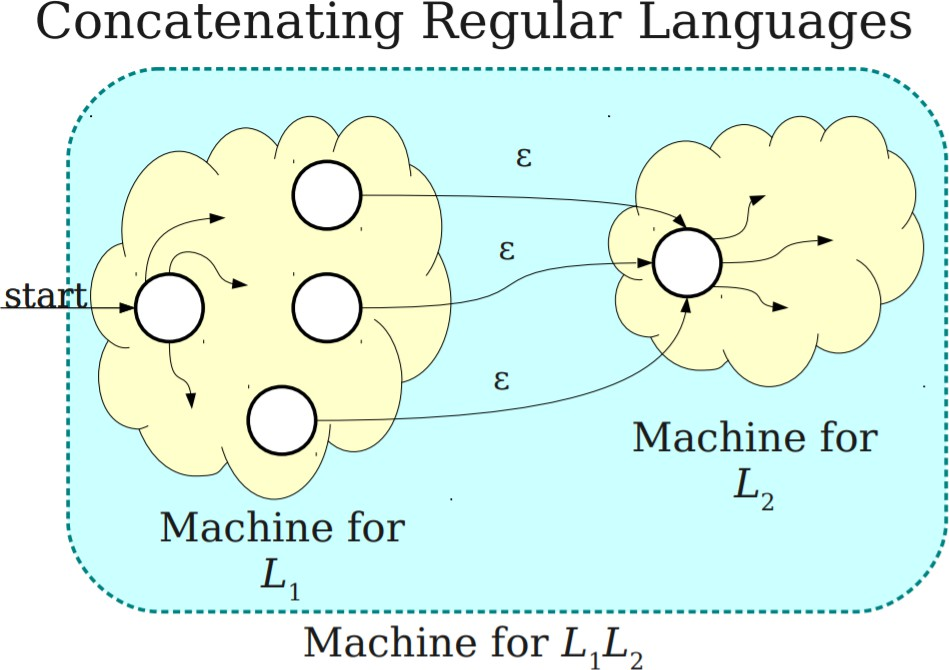 Concatenating Regular Languages
ε
ε
start
ε
Machine for
L₂
Machine for
L₁
Machine for L₁L₂